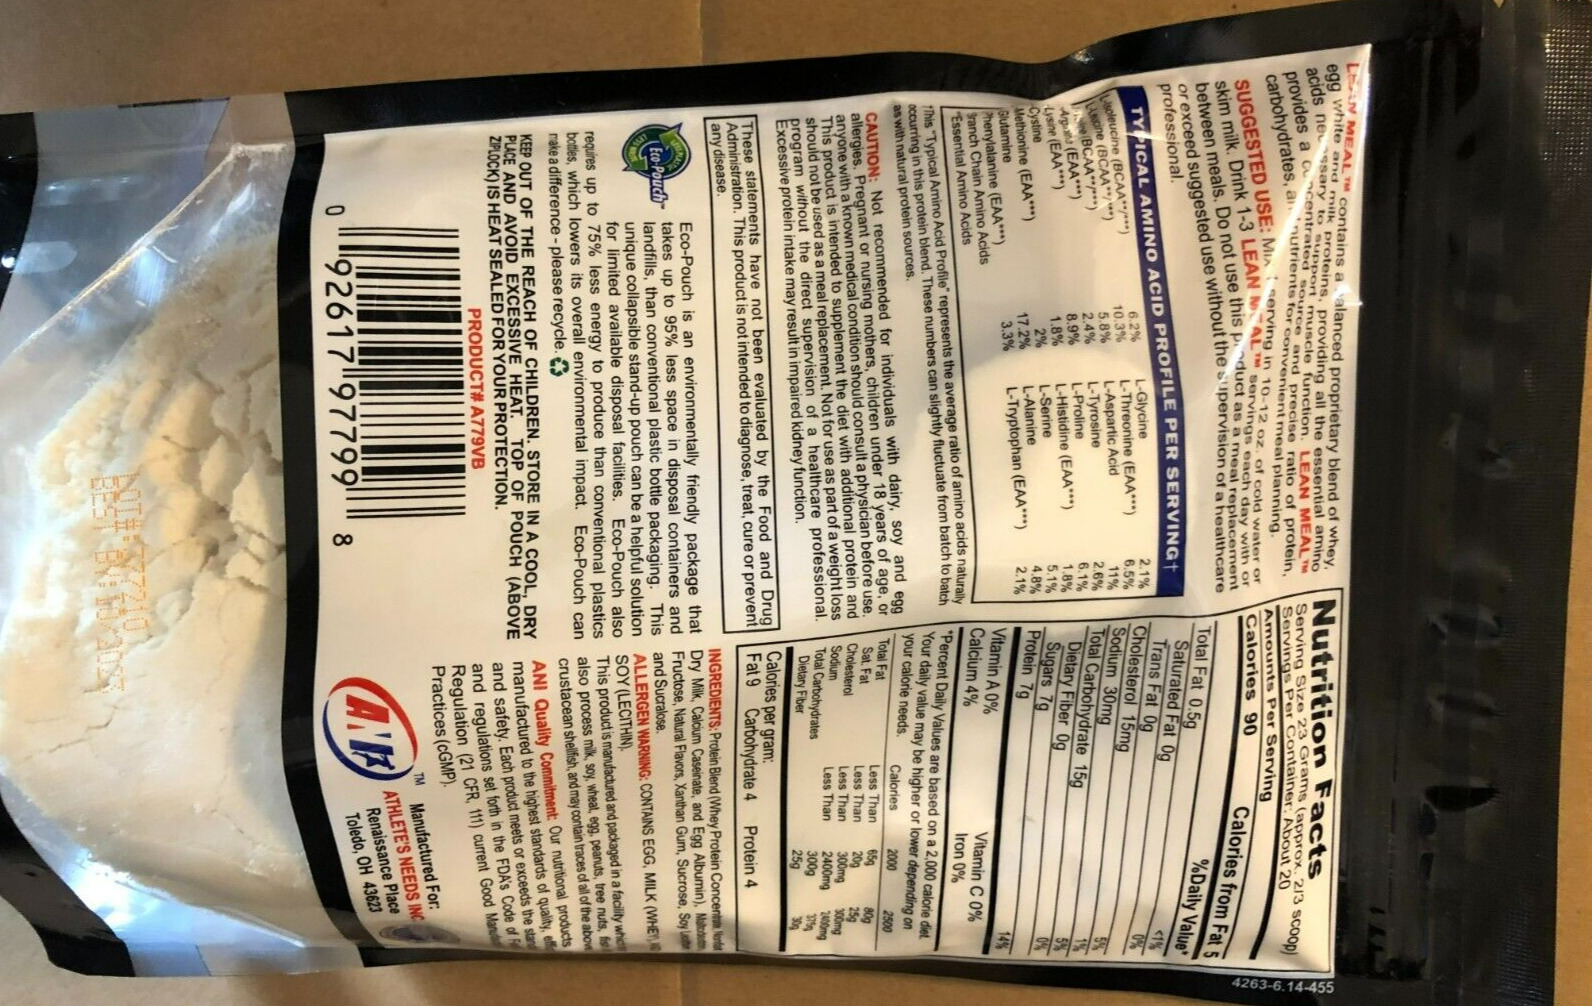 LEAN MEAL™ contains a balanced proprietary blend of whey,
egg white and milk proteins, providing all the essential amino
acids necessary to support muscle function. LEAN MEAL™
provides a concentrated source and precise ratio of protein,
carbohydrates, and nutrients for convenient meal planning.
SUGGESTED USE: Mix 1 serving in 10-12 oz. of cold water or
skim milk. Drink 1-3 LEAN MEAL™ servings each day with or
between meals. Do not use this product as a meal replacement
or exceed suggested use without the supervision of a healthcare
professional.
TYPICAL AMINO ACID PROFILE PER SERVING†
L-Isoleucine (BCAA**/***) 6.2% L-Glycine 2.1%
L-Leucine (BCAA**/***) 10.3% L-Threonine (EAA***) 6.5%
(BCAA**/***) 5.8% L-Aspartic Acid 11%
(EAA***) 2.4% L-Tyrosine 2.6%
Lysine (EAA***) 8.9% L-Proline 6.1%
Cystine 1.8% L-Histidine (EAA***) 1.8%
Methionine (EAA***) 2% L-Serine 5.1%
Glutamine 17.2% L-Alanine 4.8%
Phenylalanine (EAA***) 3.3% L-Tryptophan (EAA***) 2.1%
Branch Chain Amino Acids
***Essential Amino Acids
†This "Typical Amino Acid Profile" represents the average ratio of amino acids naturally
occurring in this protein blend. These numbers can slightly fluctuate from batch to batch
as with natural protein sources.
CAUTION: Not recommended for individuals with dairy, soy and egg
allergies. Pregnant or nursing mothers, children under 18 years of age, or
anyone with a known medical condition should consult a physician before use.
This product is intended to supplement the diet with additional protein and
should not be used as a meal replacement. Not for use as part of a weight loss
program without the direct supervision of a healthcare professional.
Excessive protein intake may result in impaired kidney function.
These statements have not been evaluated by the Food and Drug
Administration. This product is not intended to diagnose, treat, cure or prevent
any disease.
Eco-Pouch™
Eco-Pouch is an environmentally friendly package that
takes up to 95% less space in disposal containers and
landfills, than conventional plastic bottle packaging. This
unique collapsible stand-up pouch can be a helpful solution
for limited available disposal facilities. Eco-Pouch also
requires up to 75% less energy to produce than conventional plastics
bottles, which lowers its overall environmental impact. Eco-Pouch can
make a difference - please recycle.
KEEP OUT OF THE REACH OF CHILDREN. STORE IN A COOL, DRY
PLACE AND AVOID EXCESSIVE HEAT. TOP OF POUCH (ABOVE
ZIPLOCK) IS HEAT SEALED FOR YOUR PROTECTION.
PRODUCT# A779VB
0 92617 97799 8
Nutrition Facts
Serving Size 23 Grams (approx. 2/3 scoop)
Servings Per Container: About 20
Amounts Per Serving
Calories 90 Calories from Fat 5
%Daily Value*
Total Fat 0.5g <1%
Saturated Fat 0g 0%
Trans Fat 0g
Cholesterol 15mg 5%
Sodium 30mg 1%
Total Carbohydrate 15g 5%
Dietary Fiber 0g 0%
Sugars 7g
Protein 7g 14%
Vitamin A 0% Vitamin C 0%
Calcium 4% Iron 0%
*Percent Daily Values are based on a 2,000 calorie diet.
Your daily value may be higher or lower depending on
your calorie needs.
Calories 2000 2500
Total Fat Less Than 65g 80g
Sat. Fat Less Than 20g 25g
Cholesterol Less Than 300mg 300mg
Sodium Less Than 2400mg 2400mg
Total Carbohydrates 300g 375g
Dietary Fiber 25g 30g
Calories per gram:
Fat 9 Carbohydrate 4 Protein 4
INGREDIENTS: Protein Blend (Whey Protein Concentrate, Nonfat
Dry Milk, Calcium Caseinate, and Egg Albumin),
Fructose, Natural Flavors, Xanthan Gum, Sucrose, Soy
and Sucralose.
ALLERGEN WARNING: CONTAINS EGG, MILK (WHEY),
SOY (LECITHIN).
This product is manufactured and packaged in a facility which
also process milk, soy, wheat, egg, peanuts, tree nuts, fish
crustacean shellfish, and may contain traces of all of the above
ANI Quality Commitment: Our nutritional products
manufactured to the highest standards of quality,
and safety. Each product meets or exceeds the
and regulations set forth in the FDA's Code of
Regulation (21 CFR, 111) current Good
Practices (cGMP).
ANI™
Manufactured For:
ATHLETE'S NEEDS INC
Renaissance Place
Toledo, OH 43623
4263-6.14-455